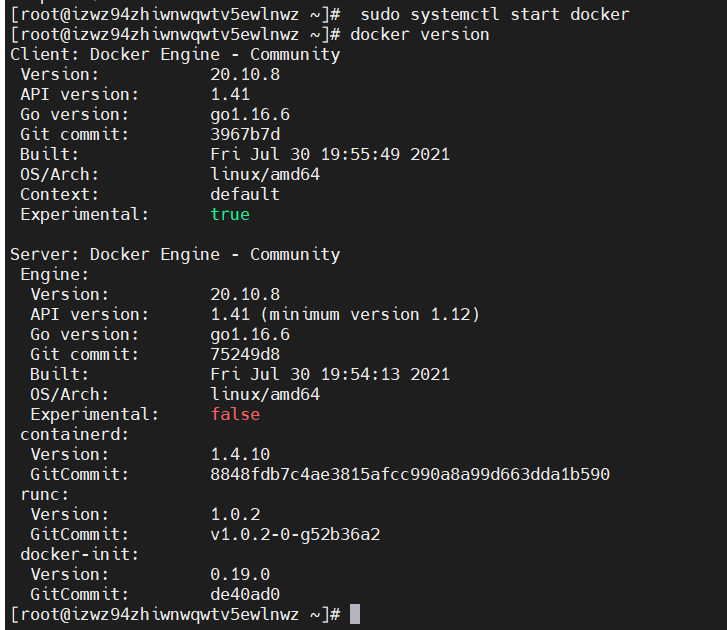 [root@izwz94zhiwnwqwtv5ewlnwz ~]#  sudo systemctl start docker
[root@izwz94zhiwnwqwtv5ewlnwz ~]# docker version
Client: Docker Engine - Community
 Version:           20.10.8
 API version:       1.41
 Go version:        go1.16.6
 Git commit:        3967b7d
 Built:             Fri Jul 30 19:55:49 2021
 OS/Arch:           linux/amd64
 Context:           default
 Experimental:      true

Server: Docker Engine - Community
 Engine:
  Version:          20.10.8
  API version:      1.41 (minimum version 1.12)
  Go version:       go1.16.6
  Git commit:       75249d8
  Built:            Fri Jul 30 19:54:13 2021
  OS/Arch:          linux/amd64
  Experimental:     false
 containerd:
  Version:          1.4.10
  GitCommit:        8848fdb7c4ae3815afcc990a8a99d663dda1b590
 runc:
  Version:          1.0.2
  GitCommit:        v1.0.2-0-g52b36a2
 docker-init:
  Version:          0.19.0
  GitCommit:        de40ad0
[root@izwz94zhiwnwqwtv5ewlnwz ~]#